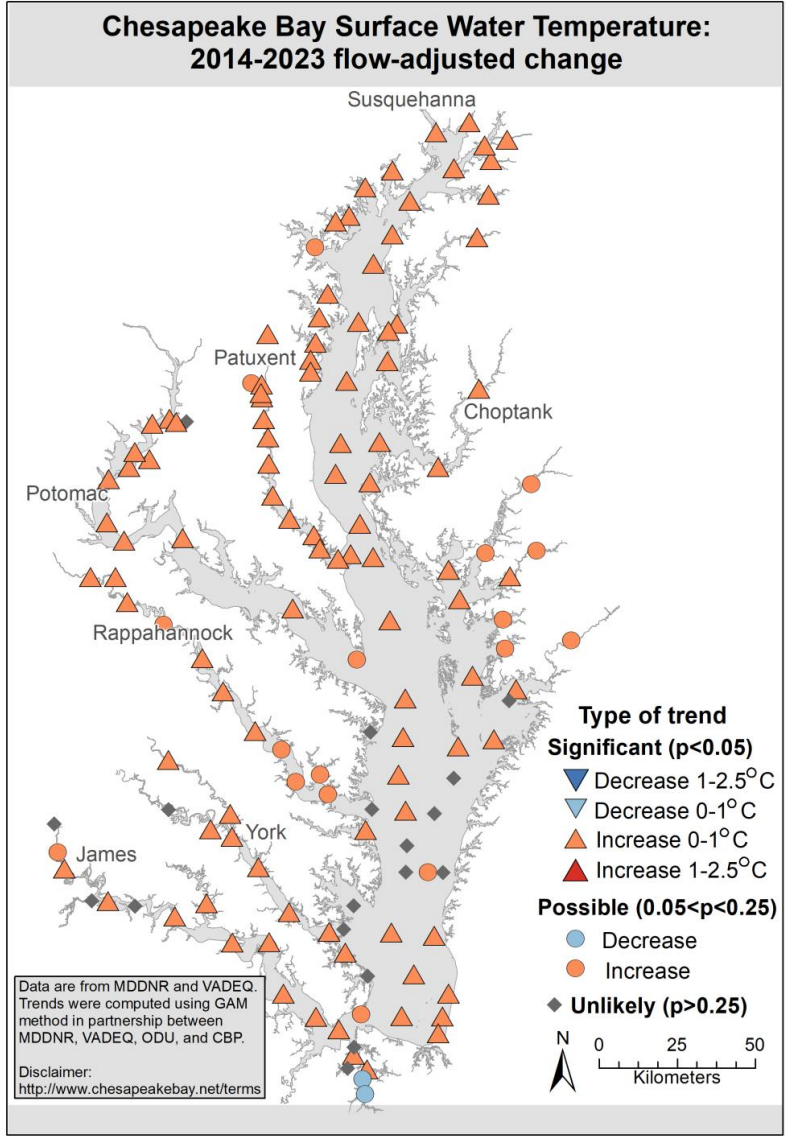 Chesapeake Bay Surface Water Temperature:
2014-2023 flow-adjusted change
Susquehanna
Patuxent
Choptank
Potomac
Rappahannock
York
James
Type of trend
Significant (p<0.05)
Decrease 1-2.5°C
Decrease 0-1°C
Increase 0-1°C
Increase 1-2.5°C
Possible (0.05<p<0.25)
Decrease
Increase
Unlikely (p>0.25)
N
0 25 50
Kilometers
Data are from MDDNR and VADEQ.
Trends were computed using GAM
method in partnership between
MDDNR, VADEQ, ODU, and CBP.
Disclaimer:
http://www.chesapeakebay.net/terms